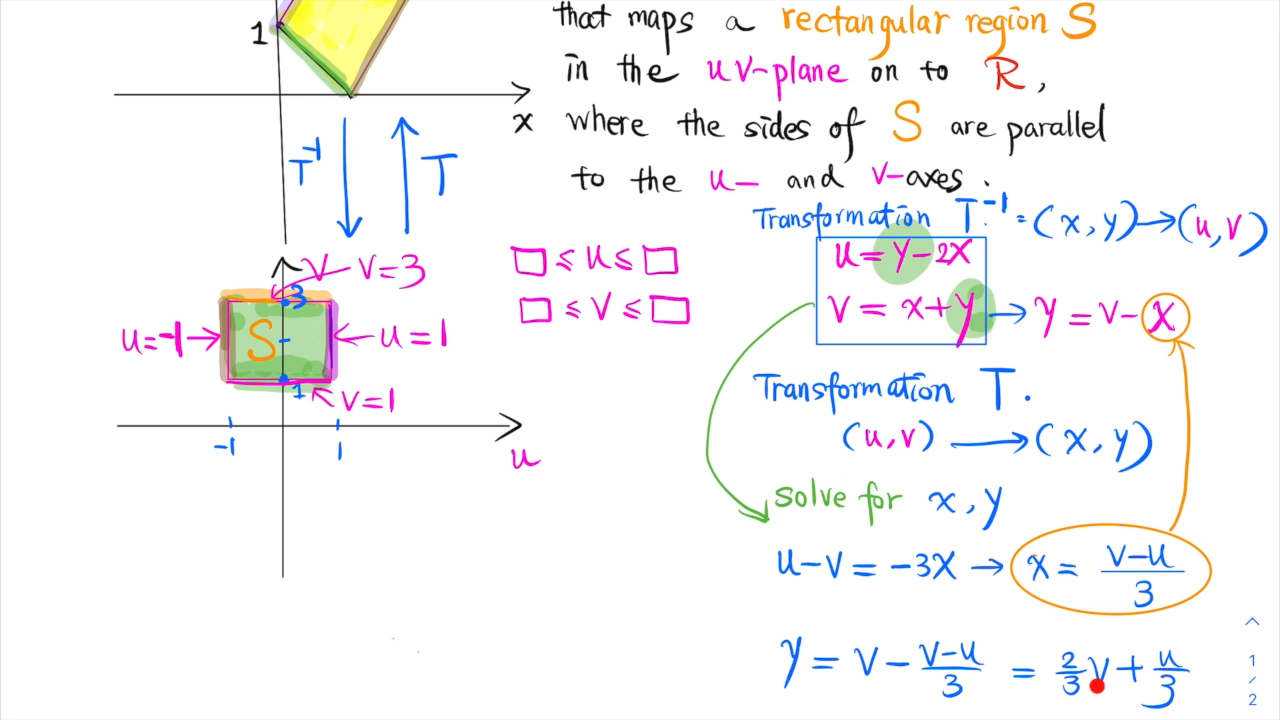 1
that maps a rectangular region S
in the uv-plane on to R,
x
where the sides of S are parallel
to the u- and v-axes.
T⁻¹
T
Transformation T⁻¹ = (x, y) → (u, v)
u = y - 2x
v = x + y → y = v - x
□ ≤ u ≤ □
□ ≤ v ≤ □
v
v = 3
3
u = -1
S
u = 1
1
v = 1
-1
1
u
Transformation T.
(u, v) → (x, y)
solve for x, y
u - v = -3x → x = (v-u)/3
y = v - (v-u)/3 = 2/3 v + u/3
1 / 2